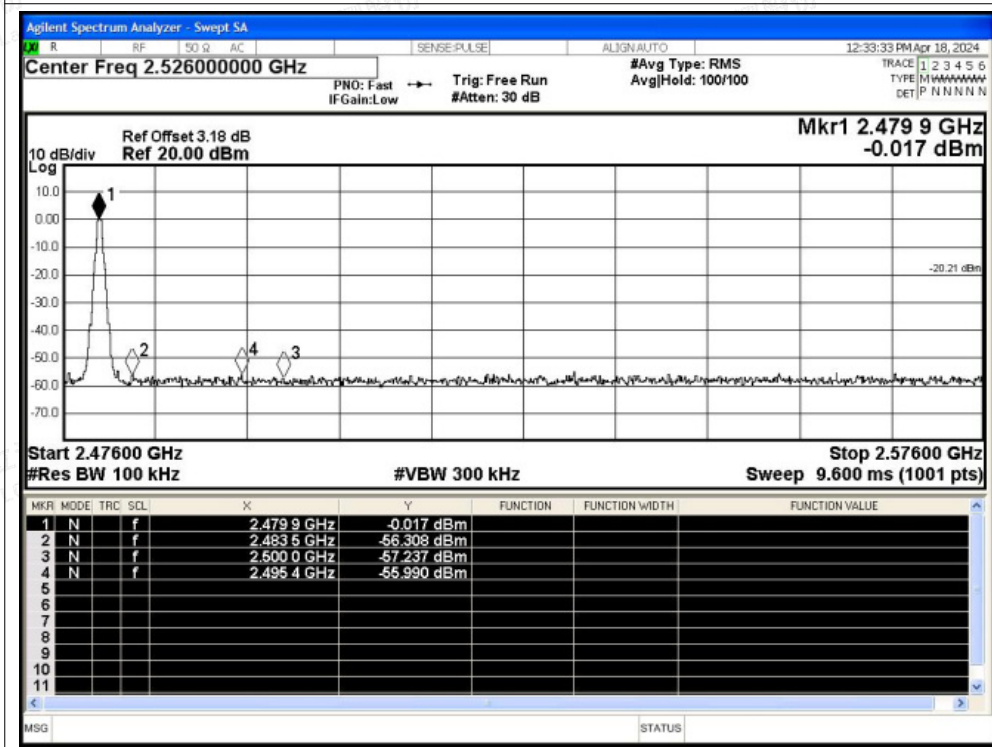 Agilent Spectrum Analyzer - Swept SA
LXI R RF 50 Ω AC SENSE:PULSE ALIGNAUTO 12:33:33 PM Apr 18, 2024
Center Freq 2.526000000 GHz
PNO: Fast
IFGain:Low
Trig: Free Run
#Atten: 30 dB
#Avg Type: RMS
Avg|Hold: 100/100
TRACE 1 2 3 4 5 6
TYPE M
DET P N N N N N
Mkr1 2.479 9 GHz
-0.017 dBm
Ref Offset 3.18 dB
10 dB/div Ref 20.00 dBm
Log
10.0
0.00
-10.0
-20.0
-30.0
-40.0
-50.0
-60.0
-70.0
1
2
4
3
-20.21 dBm
Start 2.47600 GHz Stop 2.57600 GHz
#Res BW 100 kHz #VBW 300 kHz Sweep 9.600 ms (1001 pts)
MKR MODE TRC SCL X Y FUNCTION FUNCTION WIDTH FUNCTION VALUE
1 N f 2.479 9 GHz -0.017 dBm
2 N f 2.483 5 GHz -56.308 dBm
3 N f 2.500 0 GHz -57.237 dBm
4 N f 2.495 4 GHz -55.990 dBm
5
6
7
8
9
10
11
MSG STATUS